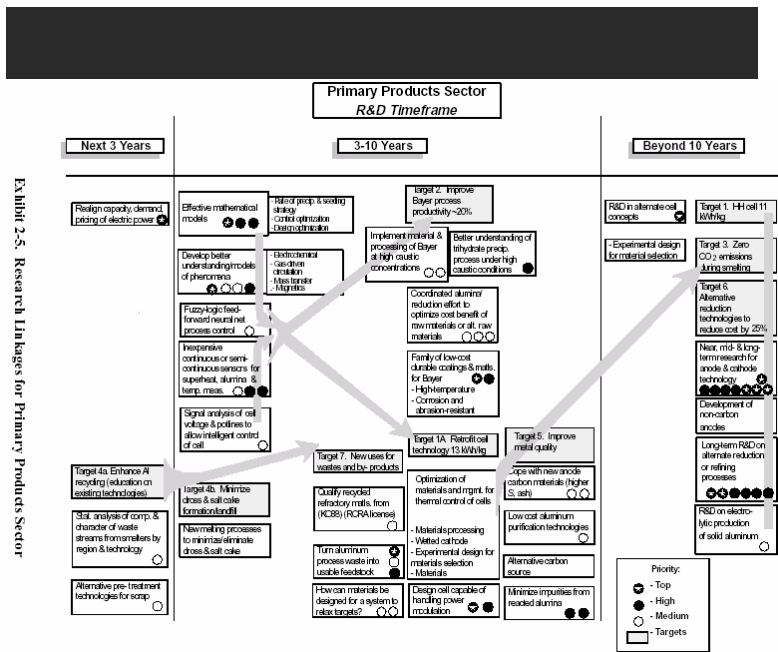 Primary Products Sector
R&D Timeframe
Next 3 Years
3-10 Years
Beyond 10 Years
Exhibit 2-5. Research Linkages for Primary Products Sector
Realign capacity, demand,
pricing of electric power
Target 4a. Enhance Al
recycling (education on
existing technologies)
Stat. analysis of comp. &
character of waste
streams from smelters by
region & technology
Alternative pre- treatment
technologies for scrap
Effective mathematical
models
- Rate of precip. & seeding
strategy
- Control optimization
- Design optimization
Develop better
understanding/models
of phenomena
- Electrochemical
- Gas-driven
circulation
- Mass transfer
- Magnetics
Fuzzy-logic feed-
forward neural net
process control
Inexpensive
continuous or semi-
continuous sensors for
superheat, alumina &
temp. meas.
Signal analysis of cell
voltage & potlines to
allow intelligent control
of cell
Target 4b. Minimize
dross & salt cake
formation/landfill
New melting processes
to minimize/eliminate
dross & salt cake
Target 2. Improve
Bayer process
productivity ~20%
Implement material &
processing of Bayer
at high caustic
concentrations
Better understanding of
trihydrate precip.
process under high
caustic conditions
Coordinated alumina/
reduction effort to
optimize cost benefit of
raw materials or alt. raw
materials
Family of low-cost
durable coatings & matls.
for Bayer
- High-temperature
- Corrosion and
abrasion-resistant
Target 7. New uses for
wastes and by- products
Qualify recycled
refractory matls. from
(KC88) (RCRA license)
Turn aluminum
process waste into
usable feedstock
How can materials be
designed for a system to
relax targets?
Target 1A. Retrofit cell
technology 13 kWh/kg
Optimization of
materials and mgmt. for
thermal control of cells
- Materials processing
- Wetted cathode
- Experimental design for
materials selection
- Materials
Design cell capable of
handling power
modulation
Target 5. Improve
metal quality
Cope with new anode
carbon materials (higher
S, ash)
Low cost aluminum
purification technologies
Alternative carbon
source
Minimize impurities from
reacted alumina
R&D in alternate cell
concepts
- Experimental design
for material selection
Target 1. HH cell 11
kWh/kg
Target 3. Zero
CO2 emissions
during smelting
Target 6.
Alternative
reduction
technologies to
reduce cost by 25%
Near, mid- & long-
term research for
anode & cathode
technology
Development of
non-carbon
anodes
Long-term R&D on
alternate reduction
or refining
processes
R&D on electro-
lytic production
of solid aluminum
Priority:
- Top
- High
- Medium
- Targets